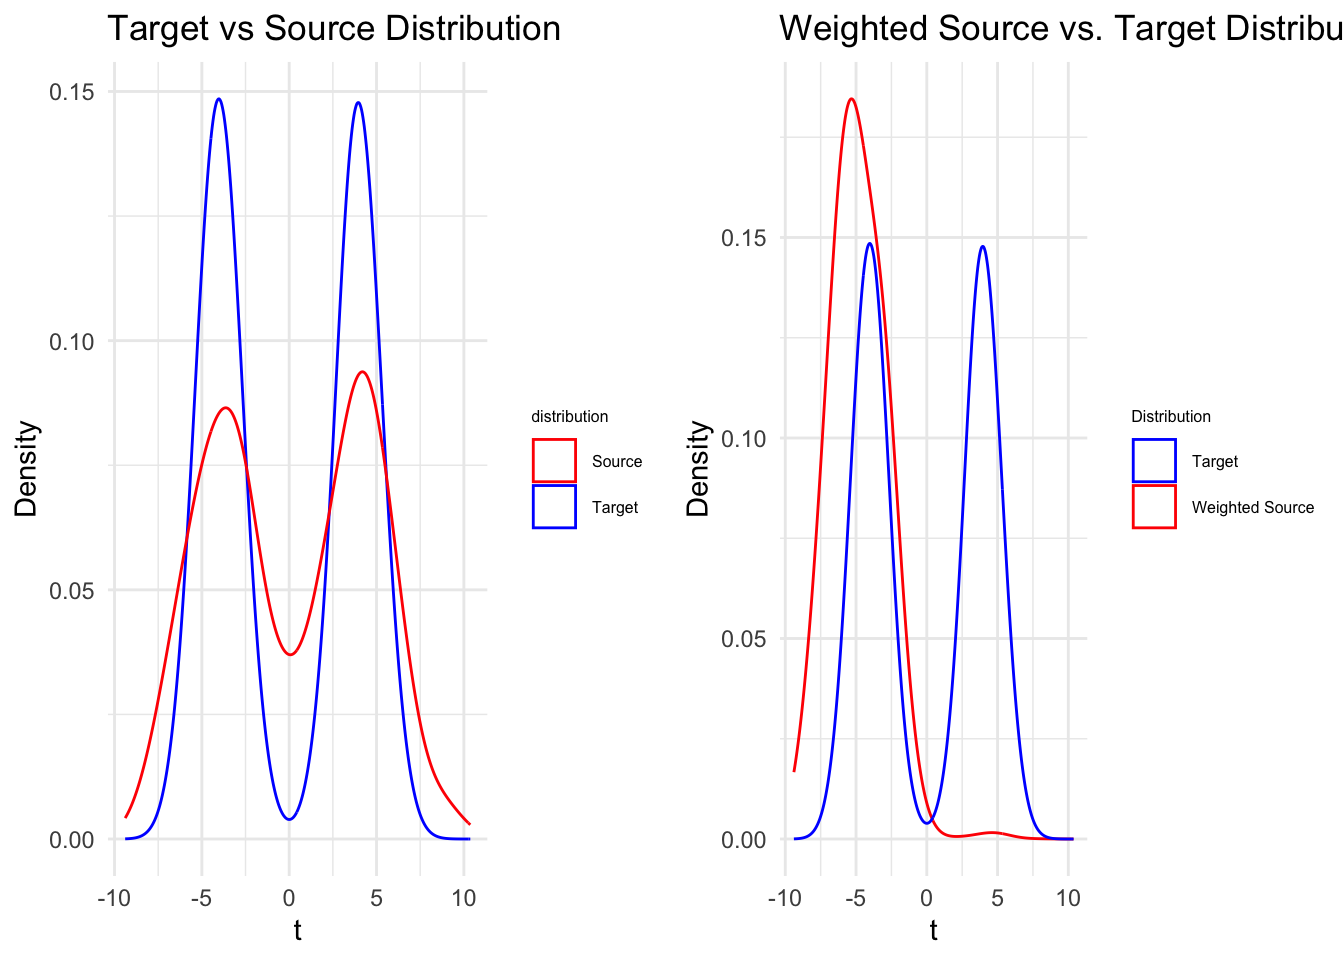 Target vs Source Distribution
0.15
0.10
0.05
0.00
Density
-10 -5 0 5 10
t
distribution
Source
Target
Weighted Source vs. Target Distribu
0.15
0.10
0.05
0.00
Density
-10 -5 0 5 10
t
Distribution
Target
Weighted Source